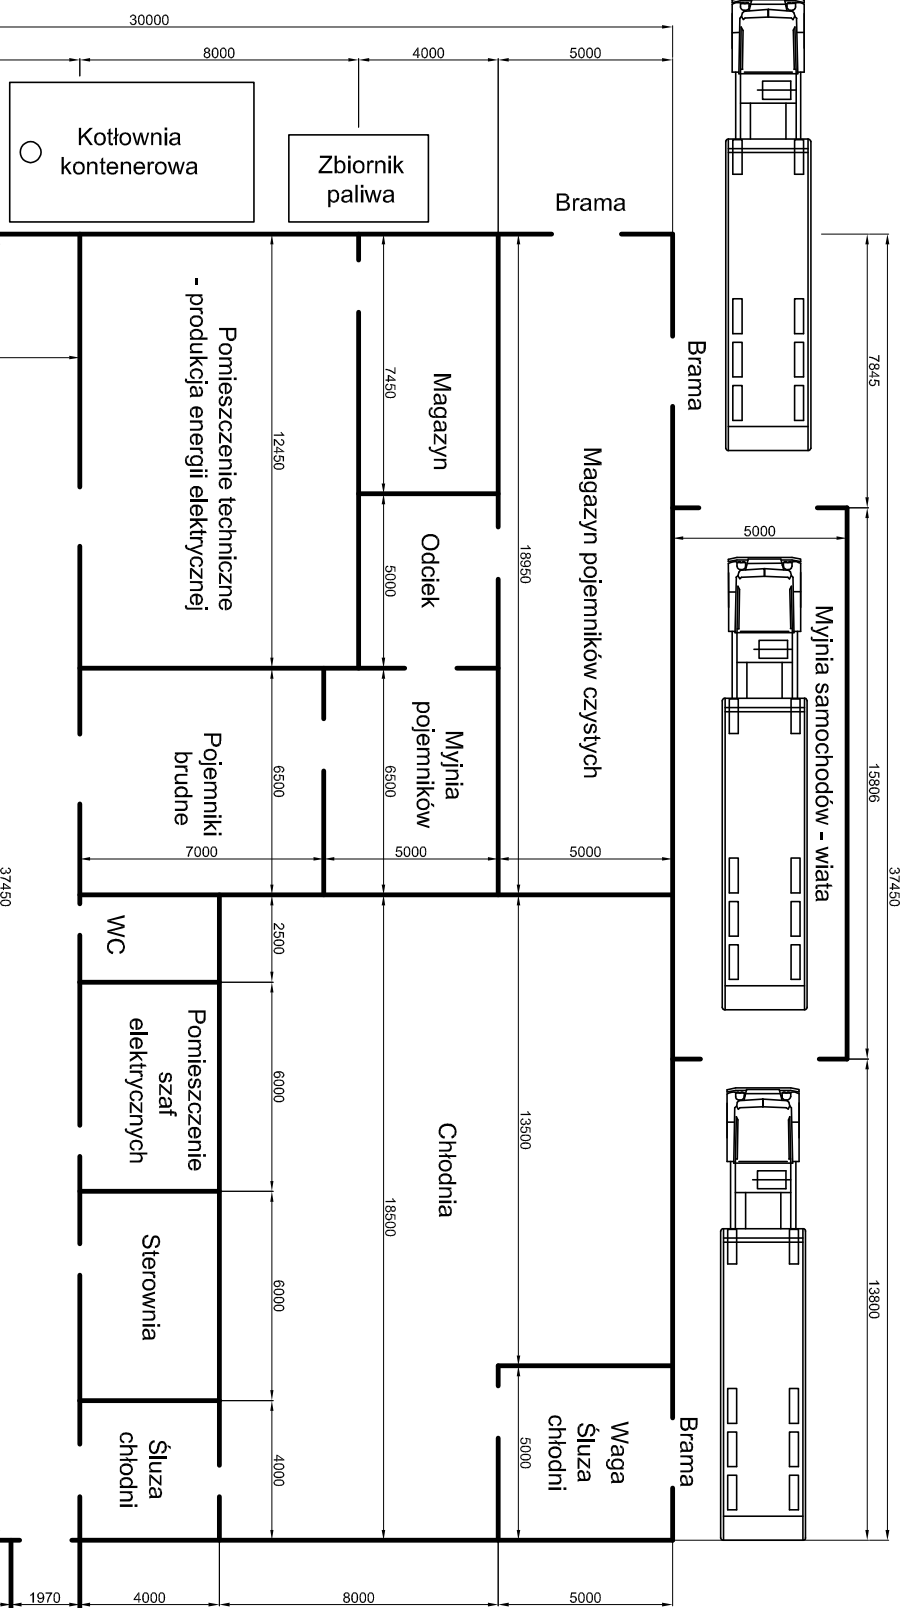 30000
8000
4000
5000
Kotłownia
kontenerowa
Zbiornik
paliwa
Brama
Pomieszczenie techniczne
- produkcja energii elektrycznej
12450
7450
Magazyn
18950
Magazyn pojemników czystych
Brama
7845
Odciek
5000
5000
Myjnia samochodów - wiata
15806
37450
37450
Pojemniki
brudne
6500
Myjnia
pojemników
6500
7000
5000
5000
WC
2500
Pomieszczenie
szaf
elektrycznych
6000
Chłodnia
13500
18500
Sterownia
6000
13800
Śluza
chłodni
4000
Waga
Śluza
chłodni
5000
Brama
1970
4000
8000
5000